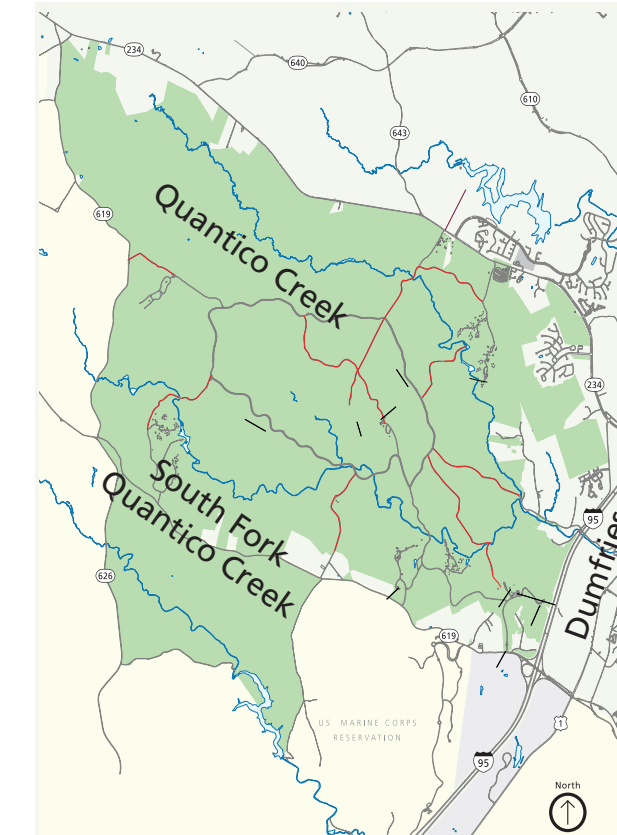 234
640
610
643
619
Quantico Creek
234
South Fork
Quantico Creek
95
Dumfries
626
619
US MARINE CORPS
RESERVATION
1
95
North